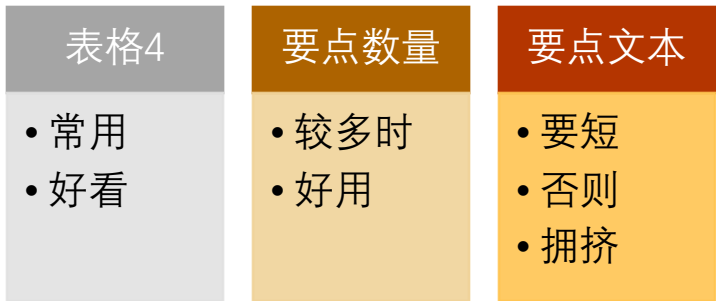 表格4
• 常用
• 好看
要点数量
• 较多时
• 好用
要点文本
• 要短
• 否则
• 拥挤